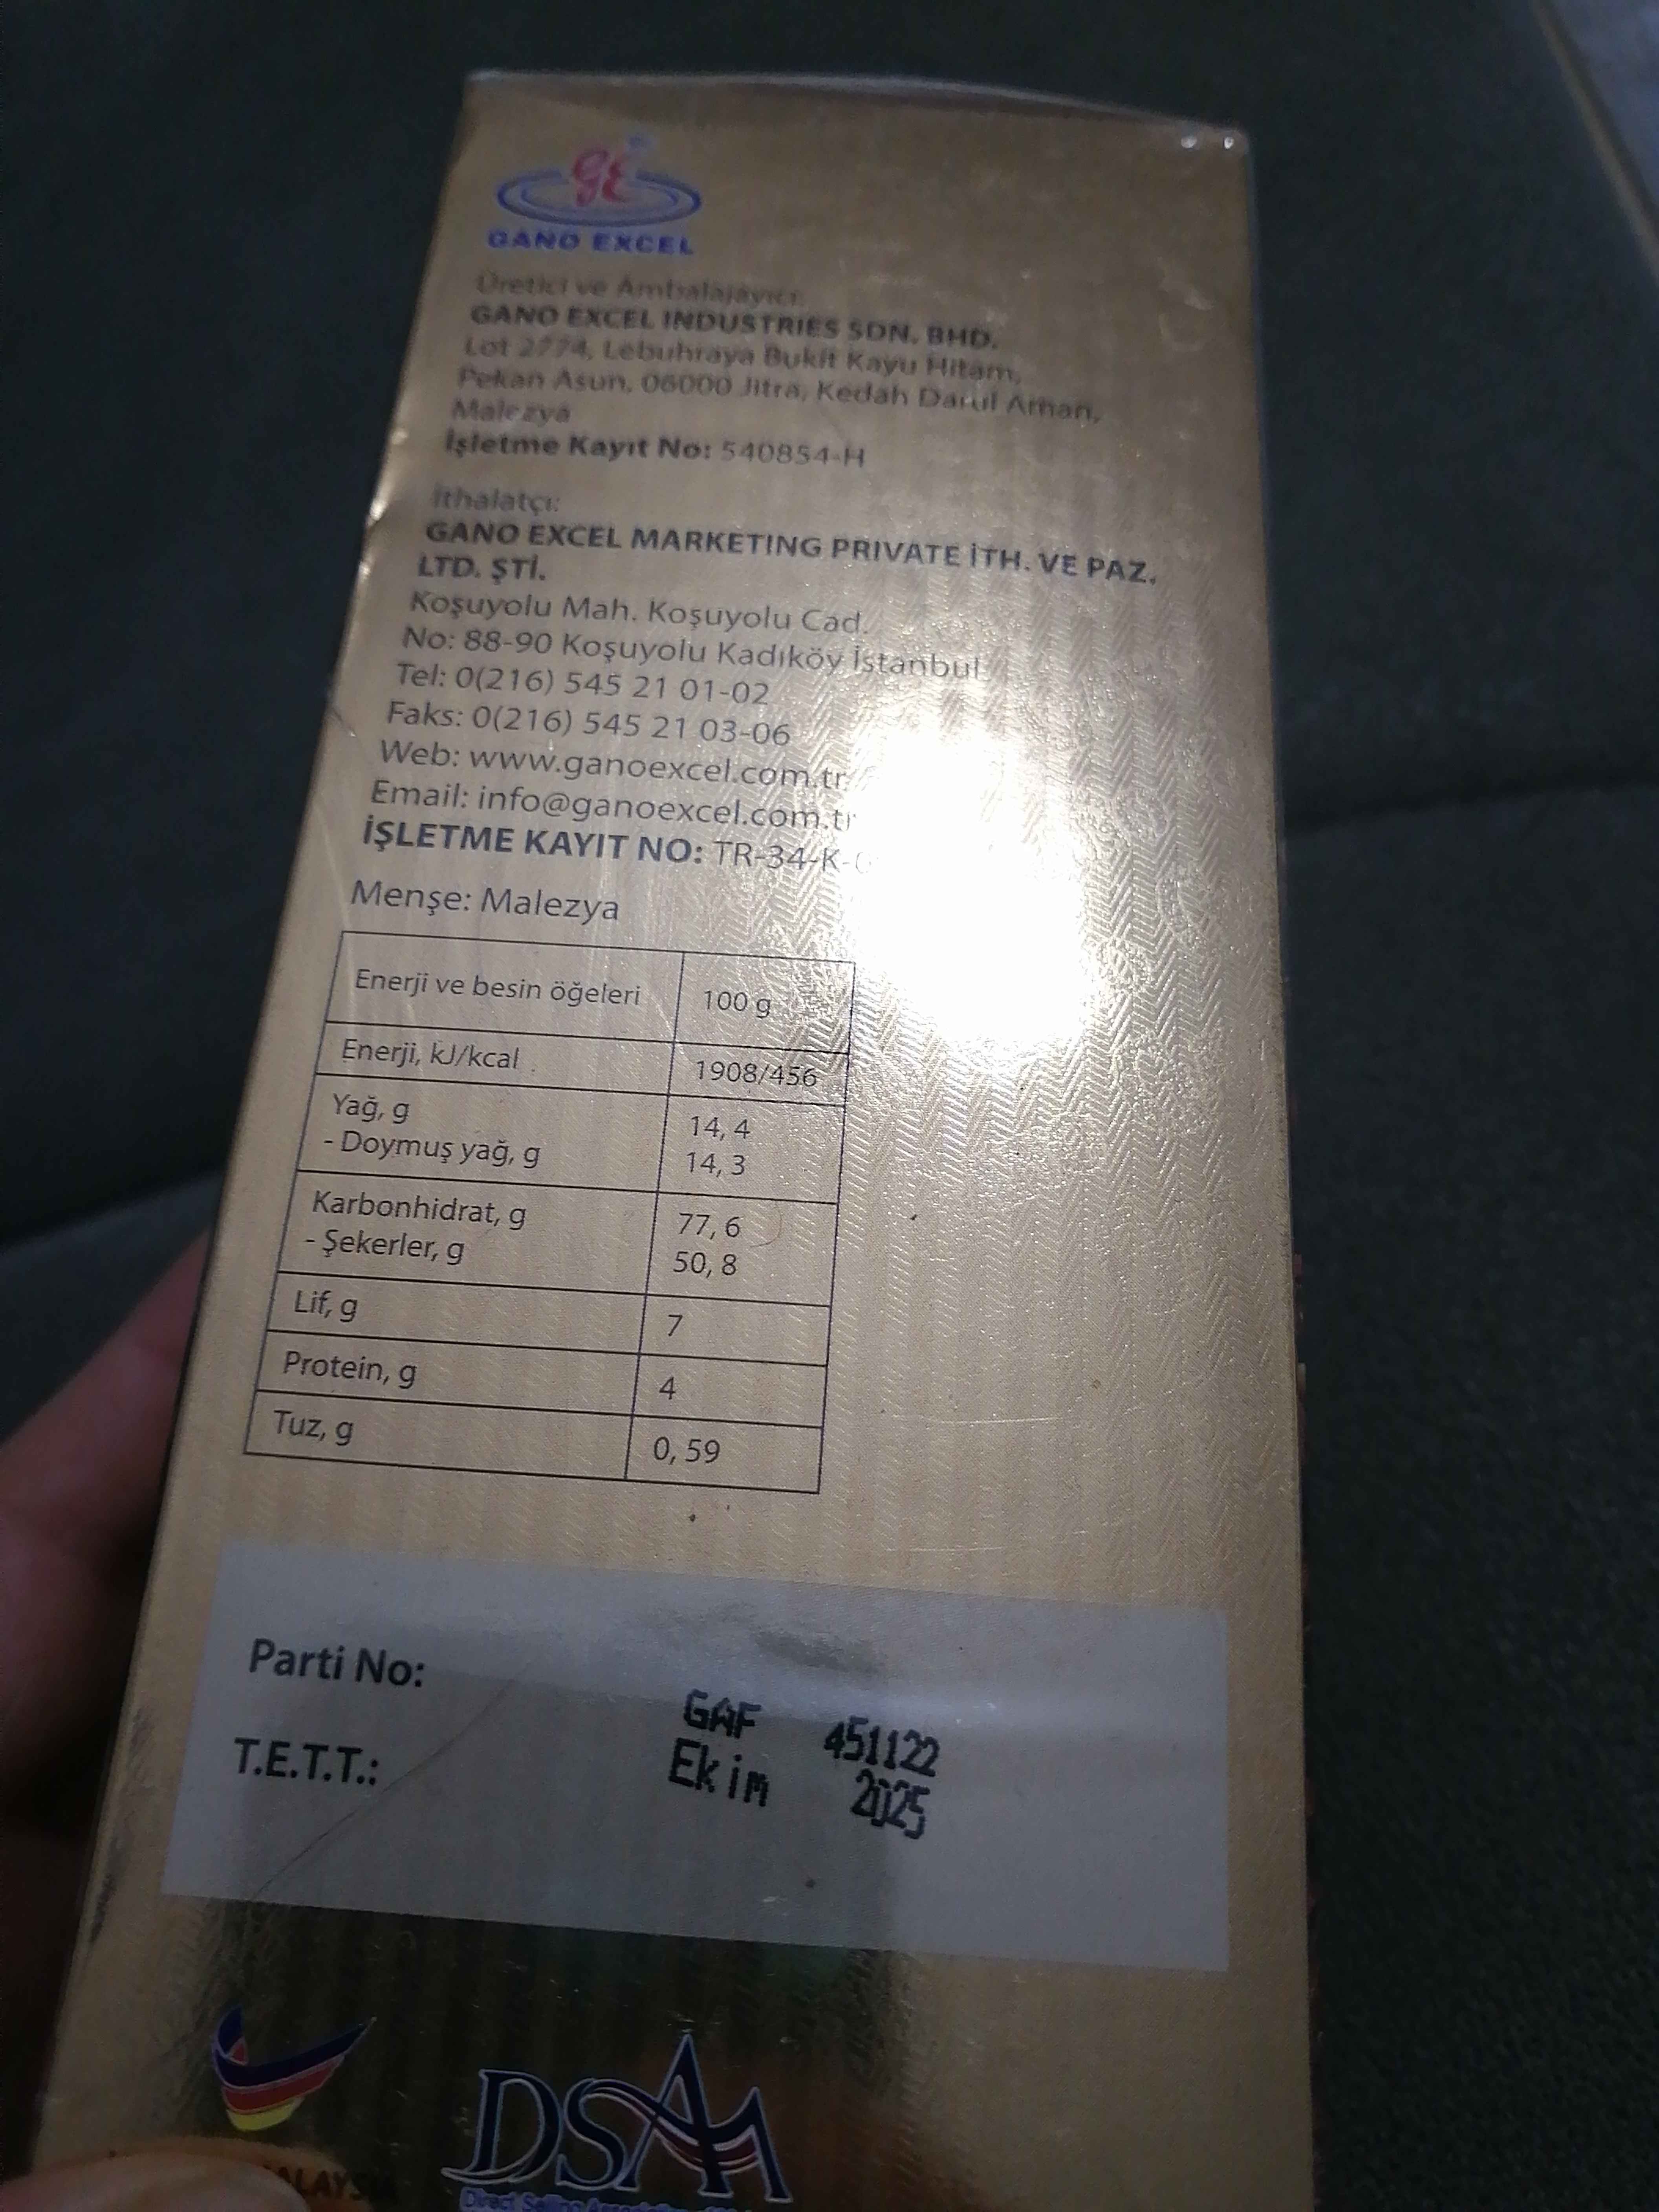 GANO EXCEL
Üretici ve Ambalajayıcı:
GANO EXCEL INDUSTRIES SDN. BHD.
Lot 2774, Lebuhraya Bukit Kayu Hitam,
Pekan Asun, 06000 Jitra, Kedah Darul Aman,
Malezya
İşletme Kayıt No: 540854-H
İthalatçı:
GANO EXCEL MARKETING PRIVATE İTH. VE PAZ.
LTD. ŞTİ.
Koşuyolu Mah. Koşuyolu Cad.
No: 88-90 Koşuyolu Kadıköy İstanbul
Tel: 0(216) 545 21 01-02
Faks: 0(216) 545 21 03-06
Web: www.ganoexcel.com.tr
Email: info@ganoexcel.com.tr
İŞLETME KAYIT NO: TR-34-K-
Menşe: Malezya
Enerji ve besin öğeleri 100 g
Enerji, kJ/kcal 1908/456
Yağ, g 14, 4
- Doymuş yağ, g 14, 3
Karbonhidrat, g 77, 6
- Şekerler, g 50, 8
Lif, g 7
Protein, g 4
Tuz, g 0, 59
Parti No: GAF 451122
T.E.T.T.: Ekim 2025
DSAM
Direct Selling